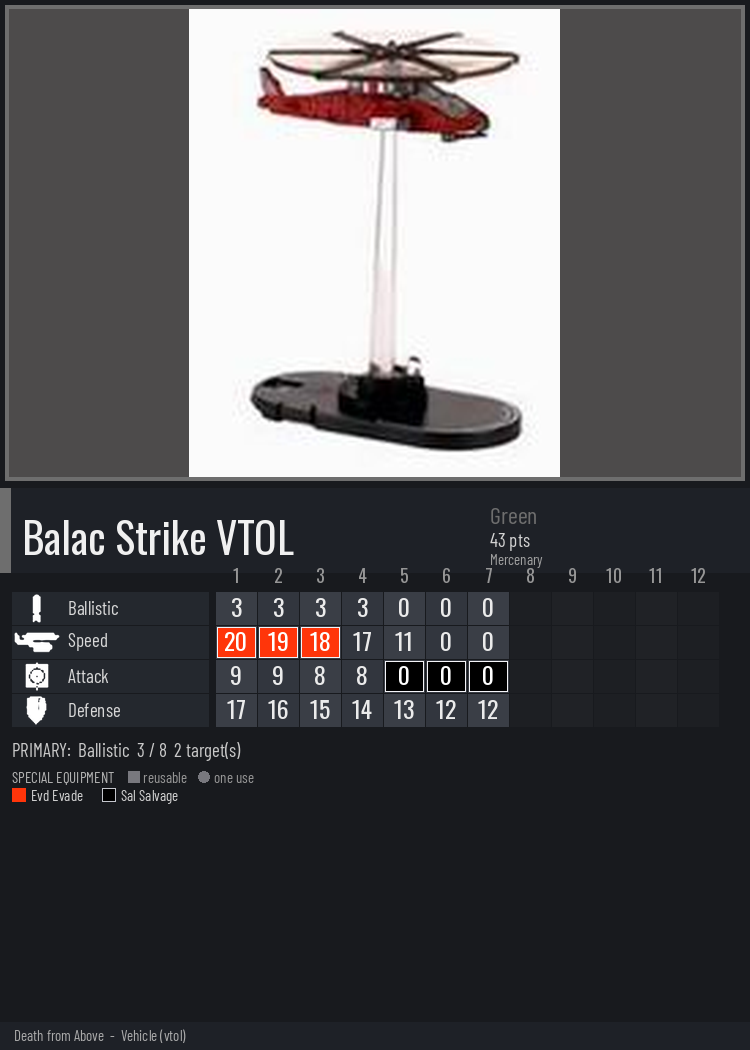 Balac Strike VTOL
Green
43 pts
Mercenary
1 2 3 4 5 6 7 8 9 10 11 12
Ballistic 3 3 3 3 0 0 0
Speed 20 19 18 17 11 0 0
Attack 9 9 8 8 0 0 0
Defense 17 16 15 14 13 12 12
PRIMARY: Ballistic 3 / 8 2 target(s)
SPECIAL EQUIPMENT reusable one use
Evd Evade Sal Salvage
Death from Above - Vehicle (vtol)